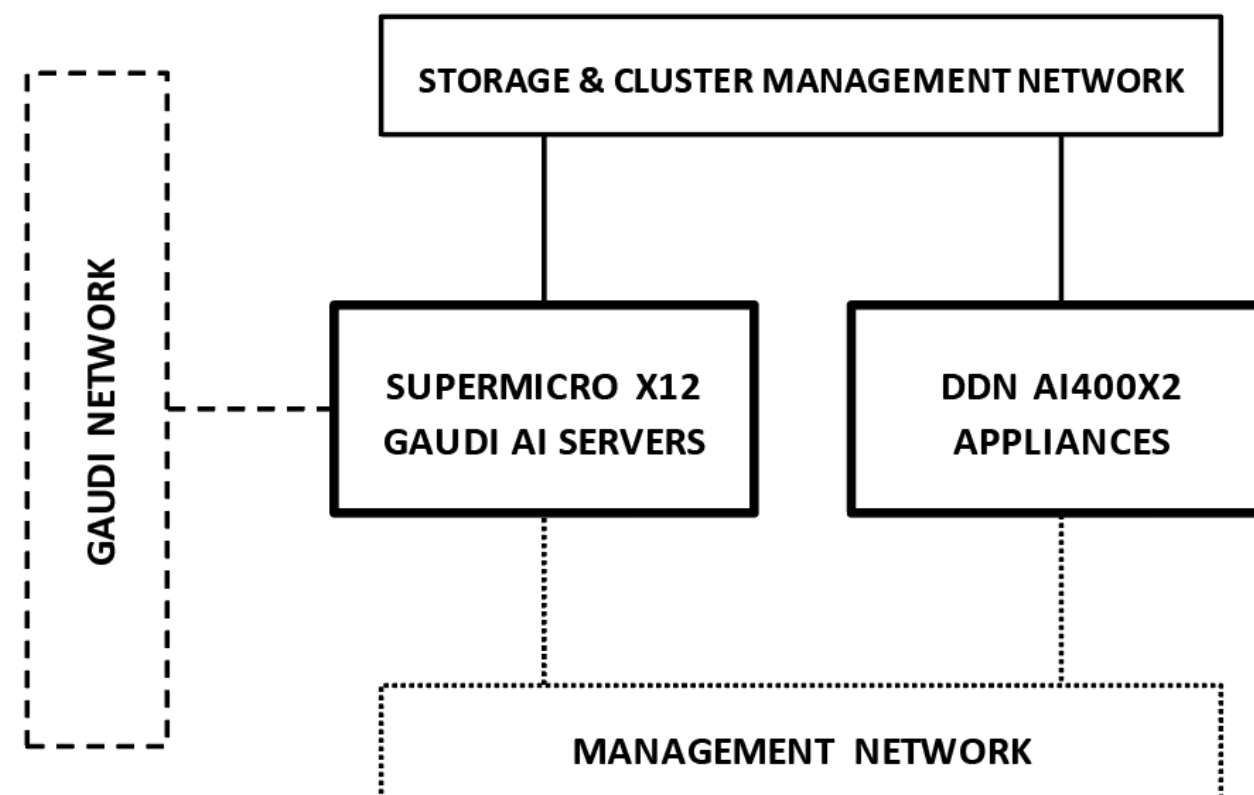 STORAGE & CLUSTER MANAGEMENT NETWORK
GAUDI NETWORK
SUPERMICRO X12
GAUDI AI SERVERS
DDN AI400X2
APPLIANCES
MANAGEMENT NETWORK